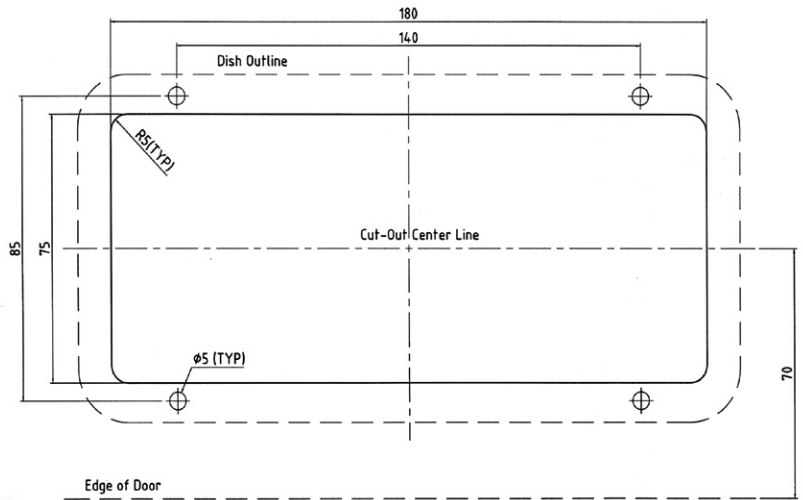 180
140
Dish Outline
R5(TYP)
85
75
Cut-Out Center Line
ø5 (TYP)
70
Edge of Door